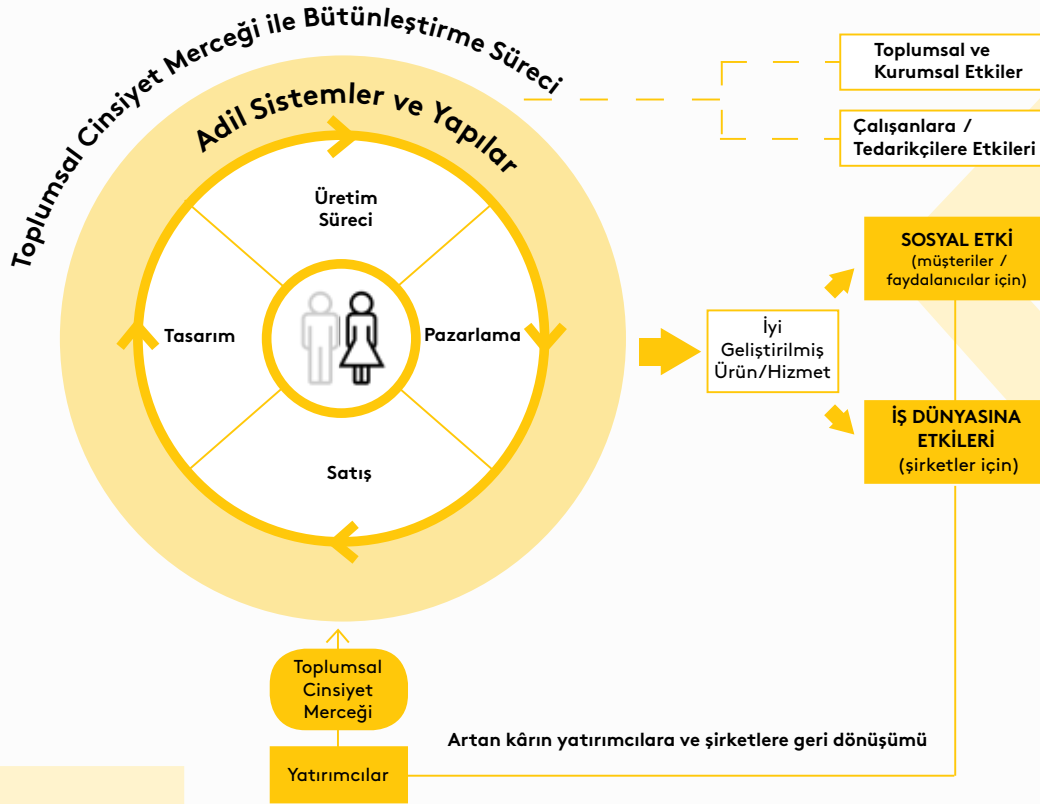 Toplumsal Cinsiyet Merceği ile Bütünleştirme Süreci
Adil Sistemler ve Yapılar
Üretim
Süreci
Tasarım
Pazarlama
Satış
Toplumsal ve
Kurumsal Etkiler
Çalışanlara /
Tedarikçilere Etkileri
İyi
Geliştirilmiş
Ürün/Hizmet
SOSYAL ETKİ
(müşteriler /
faydalanıcılar için)
İŞ DÜNYASINA
ETKİLERİ
(şirketler için)
Toplumsal
Cinsiyet
Merceği
Yatırımcılar
Artan kârın yatırımcılara ve şirketlere geri dönüşümü